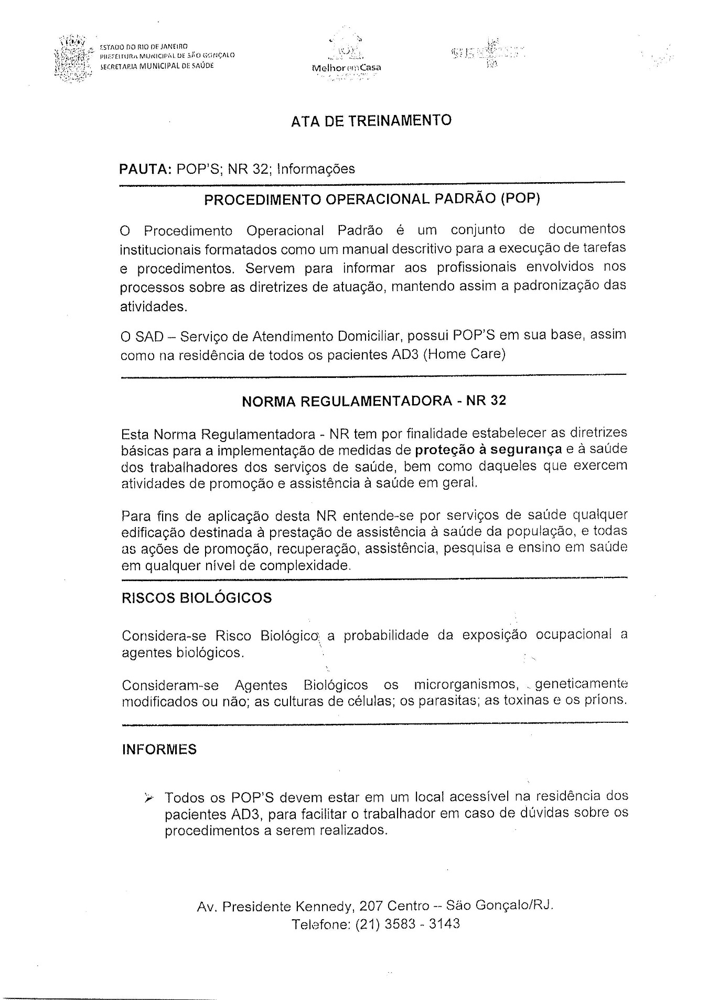 ESTADO DO RIO DE JANEIRO
PREFEITURA MUNICIPAL DE SÃO GONÇALO
SECRETARIA MUNICIPAL DE SAÚDE
MelhoremCasa
SUS
ATA DE TREINAMENTO
PAUTA: POP'S; NR 32; Informações
PROCEDIMENTO OPERACIONAL PADRÃO (POP)
O Procedimento Operacional Padrão é um conjunto de documentos
institucionais formatados como um manual descritivo para a execução de tarefas
e procedimentos. Servem para informar aos profissionais envolvidos nos
processos sobre as diretrizes de atuação, mantendo assim a padronização das
atividades.
O SAD – Serviço de Atendimento Domiciliar, possui POP'S em sua base, assim
como na residência de todos os pacientes AD3 (Home Care)
NORMA REGULAMENTADORA - NR 32
Esta Norma Regulamentadora - NR tem por finalidade estabelecer as diretrizes
básicas para a implementação de medidas de proteção à segurança e à saúde
dos trabalhadores dos serviços de saúde, bem como daqueles que exercem
atividades de promoção e assistência à saúde em geral.
Para fins de aplicação desta NR entende-se por serviços de saúde qualquer
edificação destinada à prestação de assistência à saúde da população, e todas
as ações de promoção, recuperação, assistência, pesquisa e ensino em saúde
em qualquer nível de complexidade.
RISCOS BIOLÓGICOS
Considera-se Risco Biológico a probabilidade da exposição ocupacional a
agentes biológicos.
Consideram-se Agentes Biológicos os microrganismos, geneticamente
modificados ou não; as culturas de células; os parasitas; as toxinas e os príons.
INFORMES
➢ Todos os POP'S devem estar em um local acessível na residência dos
pacientes AD3, para facilitar o trabalhador em caso de dúvidas sobre os
procedimentos a serem realizados.
Av. Presidente Kennedy, 207 Centro – São Gonçalo/RJ.
Telefone: (21) 3583 - 3143